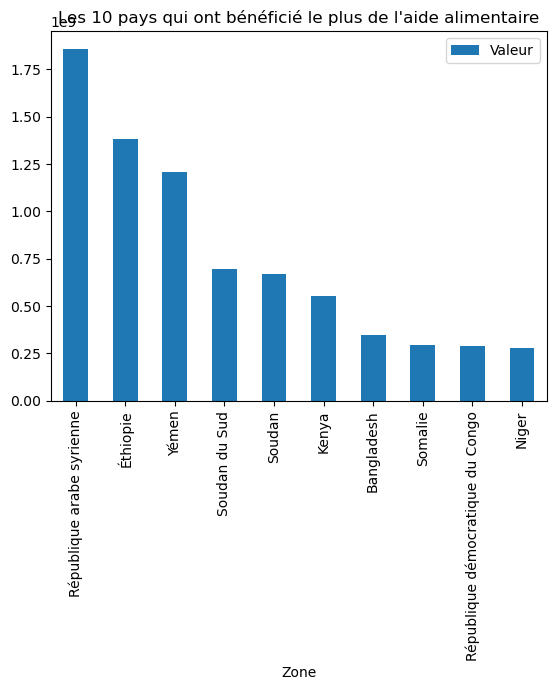 Les 10 pays qui ont bénéficié le plus de l'aide alimentaire
1e9
Valeur
1.75
1.50
1.25
1.00
0.75
0.50
0.25
0.00
République arabe syrienne
Éthiopie
Yémen
Soudan du Sud
Soudan
Kenya
Bangladesh
Somalie
République démocratique du Congo
Niger
Zone